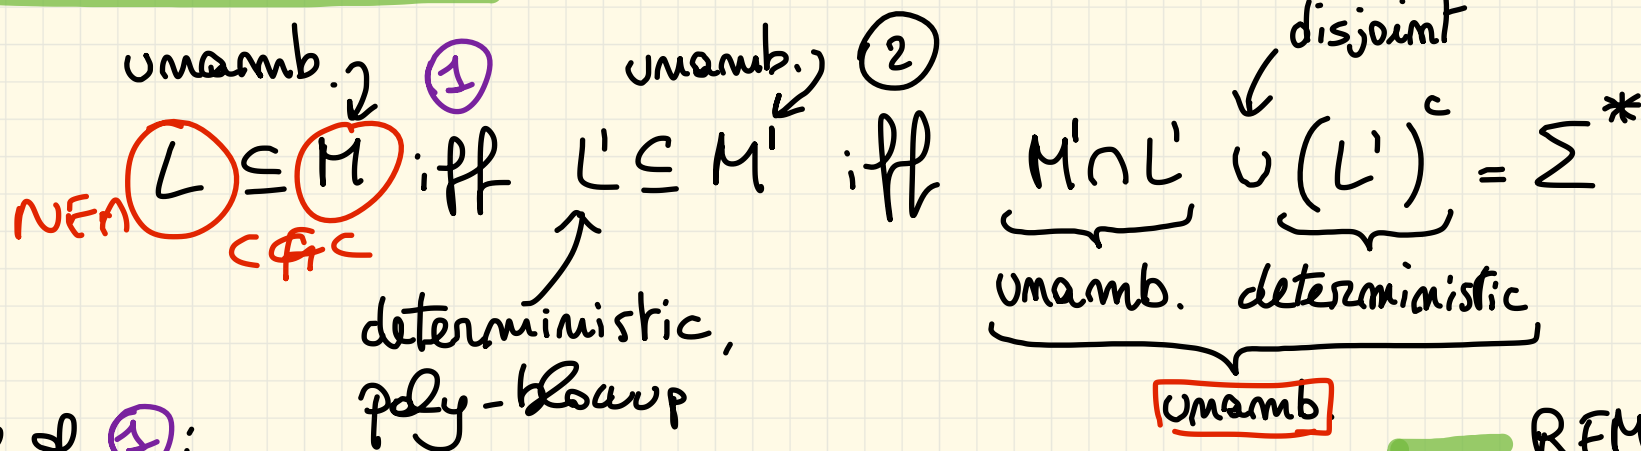 disjoint
unamb. ① unamb. ②
L ⊆ M iff L' ⊆ M' iff M' ∩ L' ∪ (L')ᶜ = Σ*
NFA CFG
unamb. deterministic
deterministic,
poly-blowup
unamb.
①: